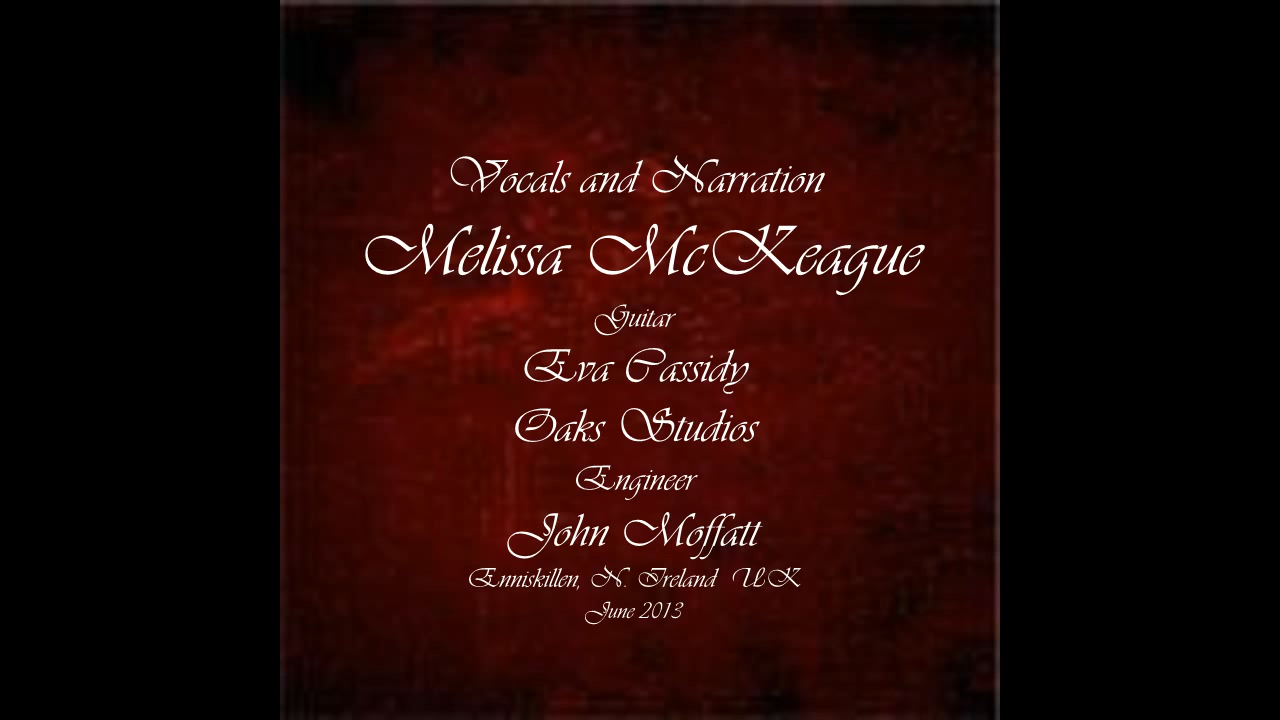 Vocals and Narration
Melissa McKeague
Guitar
Eva Cassidy
Oaks Studios
Engineer
John Moffatt
Enniskillen, N. Ireland UK
June 2013